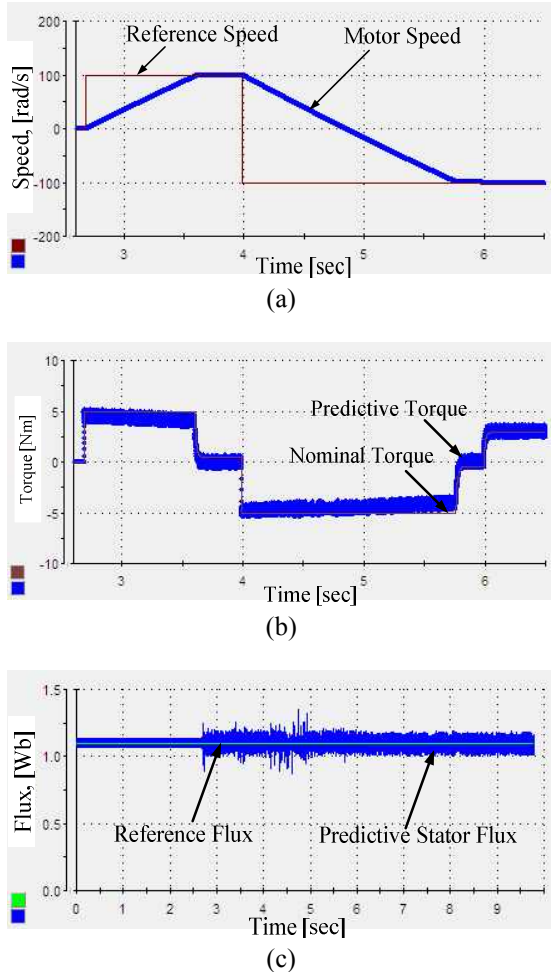 Reference Speed
Motor Speed
Speed, [rad/s]
200
100
0
-100
-200
3
4
5
6
Time [sec]
(a)
Torque [Nm]
10
5
0
-5
-10
Predictive Torque
Nominal Torque
3
4
5
6
Time [sec]
(b)
Flux, [Wb]
1.5
1.0
0.5
0.0
Reference Flux
Predictive Stator Flux
0
1
2
3
4
5
6
7
8
9
Time [sec]
(c)